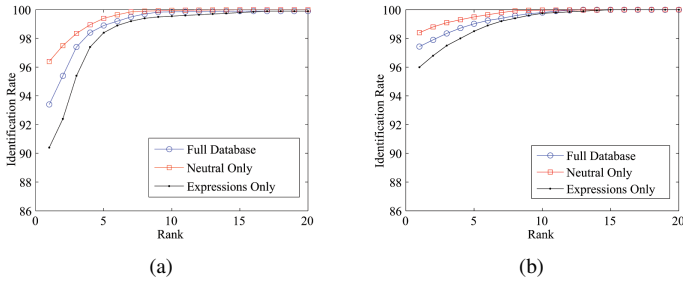 100
98
96
94
92
90
88
86
Identification Rate
0
5
10
15
20
Rank
Full Database
Neutral Only
Expressions Only
(a)
100
98
96
94
92
90
88
86
Identification Rate
0
5
10
15
20
Rank
Full Database
Neutral Only
Expressions Only
(b)